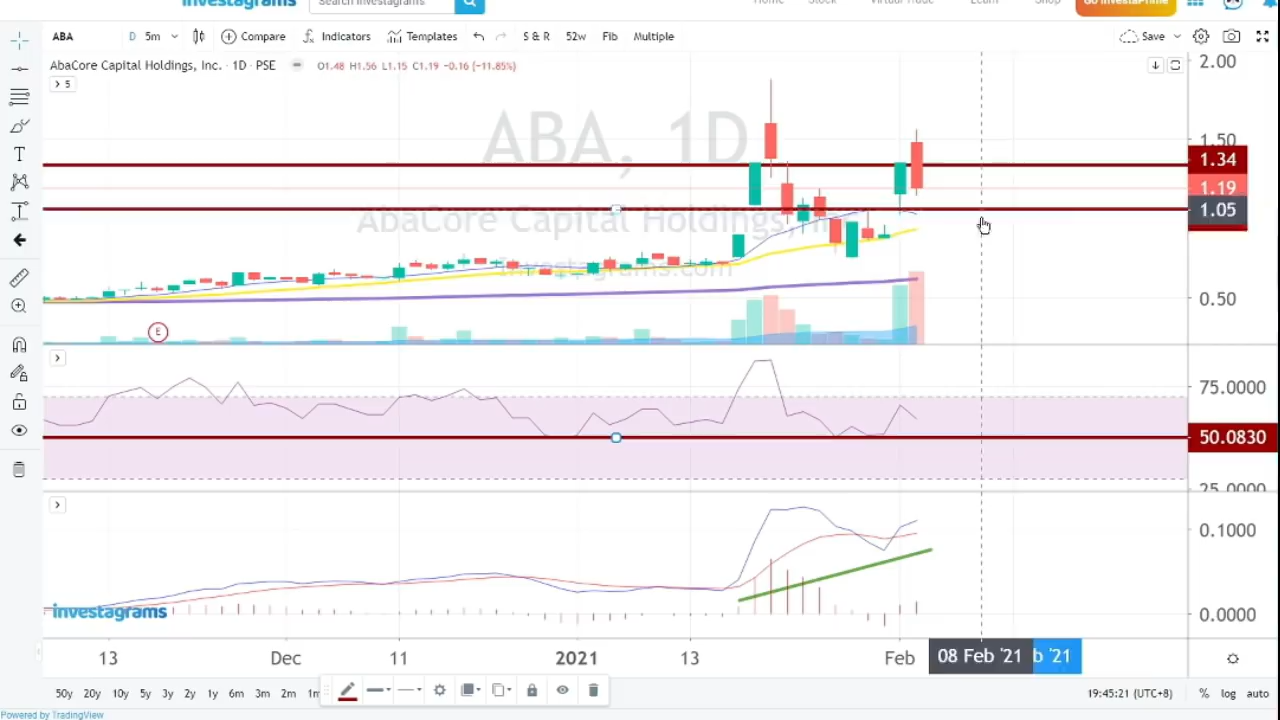 investagrams Search Investagrams Home Stock Virtual Trade Learn Shop Go InvestaPrime
ABA D 5m Compare Indicators Templates S & R 52w Fib Multiple Save
AbaCore Capital Holdings, Inc. · 1D · PSE O1.48 H1.56 L1.15 C1.19 -0.16 (-11.85%)
5
2.00
ABA, 1D
1.50
1.34
1.19
1.05
AbaCore Capital Holdings, I
Investagrams.com
0.50
E
75.0000
50.0830
25.0000
0.1000
investagrams
0.0000
13 Dec 11 2021 13 Feb 08 Feb '21 b '21
50y 20y 10y 5y 3y 2y 1y 6m 3m 2m 1m 19:45:21 (UTC+8) % log auto
Powered by TradingView